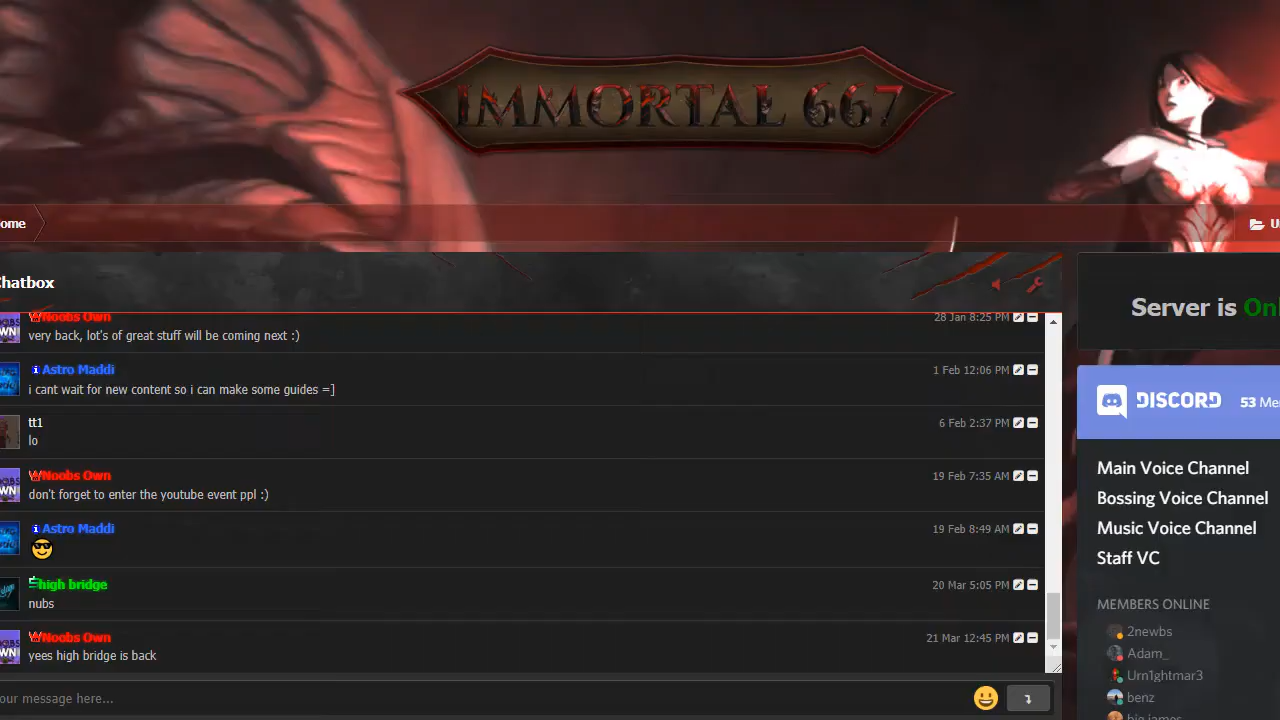 IMMORTAL 667
ome
U
Chatbox
Noobs Own
28 Jan 8:25 PM
very back, lot's of great stuff will be coming next :)
Astro Maddi
1 Feb 12:06 PM
i cant wait for new content so i can make some guides =]
tt1
6 Feb 2:37 PM
lo
Noobs Own
19 Feb 7:35 AM
don't forget to enter the youtube event ppl :)
Astro Maddi
19 Feb 8:49 AM
high bridge
20 Mar 5:05 PM
nubs
Noobs Own
21 Mar 12:45 PM
yees high bridge is back
our message here...
Server is Onl
DISCORD 53 Me
Main Voice Channel
Bossing Voice Channel
Music Voice Channel
Staff VC
MEMBERS ONLINE
2newbs
Adam_
Urn1ghtmar3
benz
big james